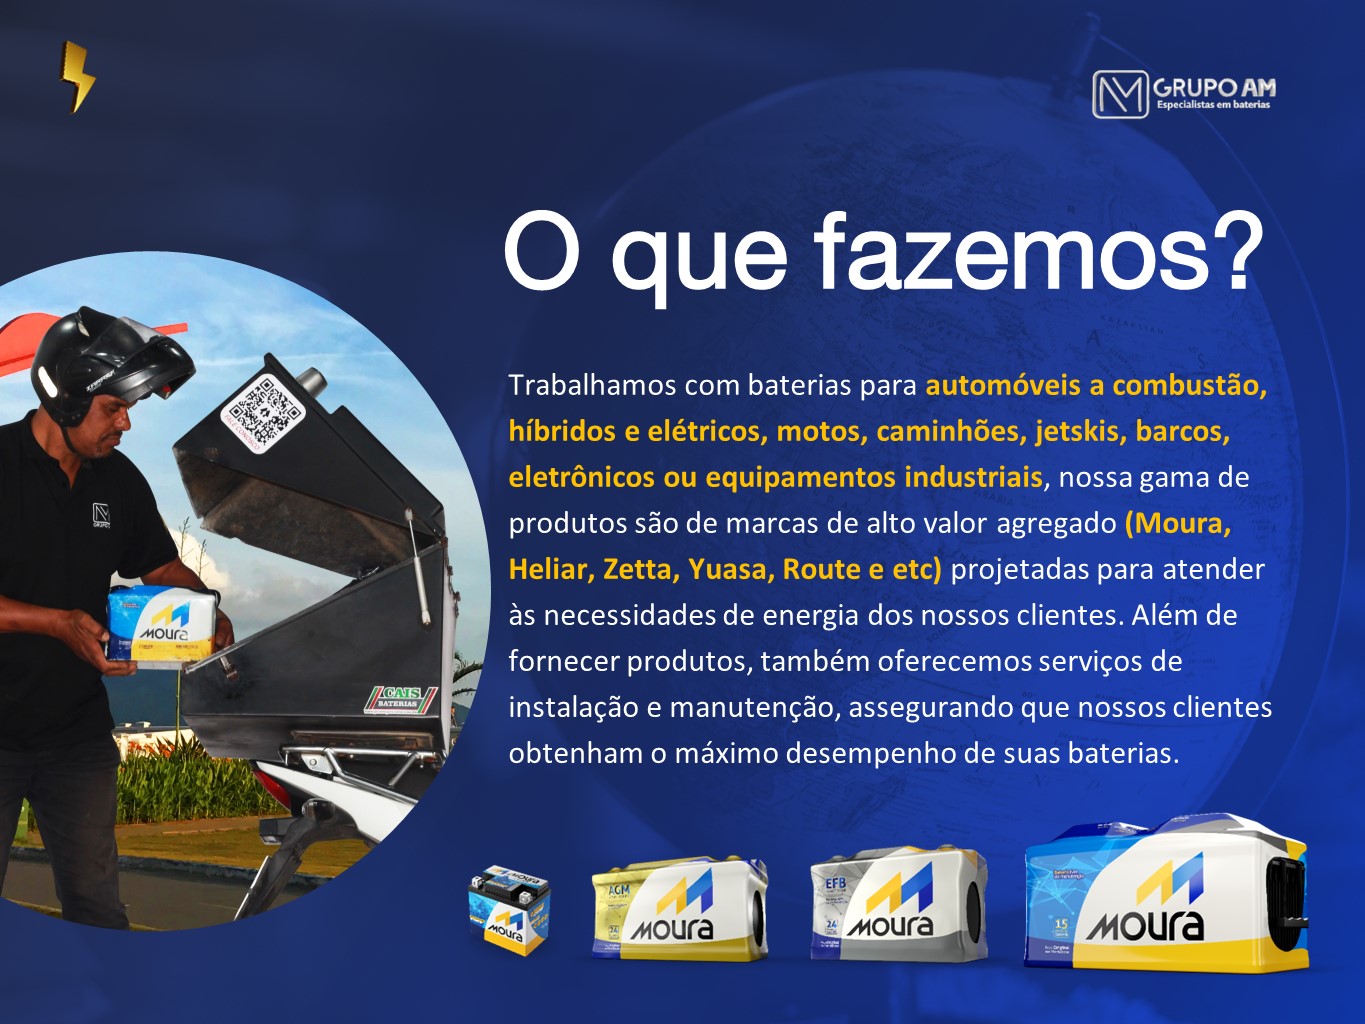 GRUPO AM
Especialistas em baterias
O que fazemos?
Trabalhamos com baterias para automóveis a combustão,
híbridos e elétricos, motos, caminhões, jetskis, barcos,
eletrônicos ou equipamentos industriais, nossa gama de
produtos são de marcas de alto valor agregado (Moura,
Heliar, Zetta, Yuasa, Route e etc) projetadas para atender
às necessidades de energia dos nossos clientes. Além de
fornecer produtos, também oferecemos serviços de
instalação e manutenção, assegurando que nossos clientes
obtenham o máximo desempenho de suas baterias.
GRUPO
moura
CAIS
BATERIAS
moura
AGM
24
moura
EFB
24
moura
15
moura